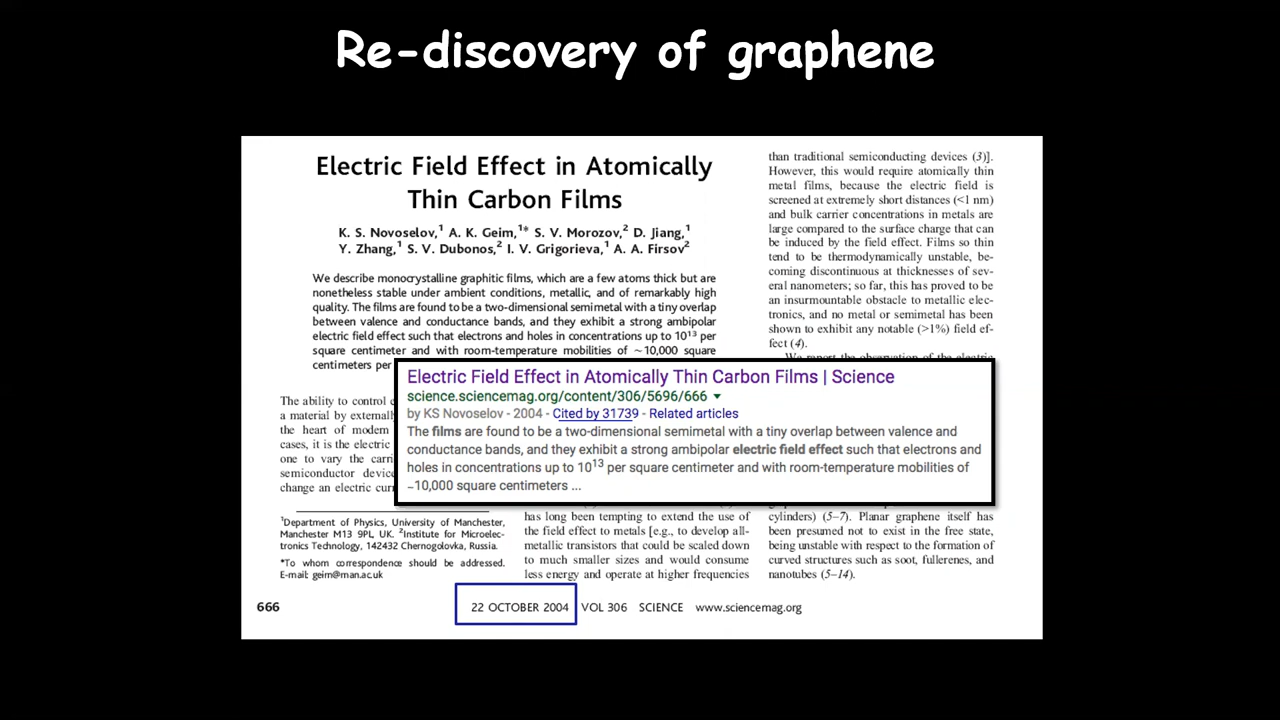 Re-discovery of graphene
Electric Field Effect in Atomically
Thin Carbon Films
K. S. Novoselov,¹ A. K. Geim,¹* S. V. Morozov,² D. Jiang,¹
Y. Zhang,¹ S. V. Dubonos,² I. V. Grigorieva,¹ A. A. Firsov²
We describe monocrystalline graphitic films, which are a few atoms thick but are
nonetheless stable under ambient conditions, metallic, and of remarkably high
quality. The films are found to be a two-dimensional semimetal with a tiny overlap
between valence and conductance bands, and they exhibit a strong ambipolar
electric field effect such that electrons and holes in concentrations up to 10¹³ per
square centimeter and with room-temperature mobilities of ~10,000 square
centimeters per
The ability to control
a material by externally
the heart of modern
cases, it is the electric
one to vary the
semiconductor
change an electric
¹Department of Physics, University of Manchester,
Manchester M13 9PL, UK. ²Institute for Microelec-
tronics Technology, 142432 Chernogolovka, Russia.
*To whom correspondence should be addressed.
E-mail: geim@man.ac.uk
has long been tempting to extend the use of
the field effect to metals [e.g., to develop all-
metallic transistors that could be scaled down
to much smaller sizes and would consume
less energy and operate at higher frequencies
than traditional semiconducting devices (3)].
However, this would require atomically thin
metal films, because the electric field is
screened at extremely short distances (<1 nm)
and bulk carrier concentrations in metals are
large compared to the surface charge that can
be induced by the field effect. Films so thin
tend to be thermodynamically unstable, be-
coming discontinuous at thicknesses of sev-
eral nanometers; so far, this has proved to be
an insurmountable obstacle to metallic elec-
tronics, and no metal or semimetal has been
shown to exhibit any notable (>1%) field ef-
fect (4).
We report the observation of the electric
cylinders) (5–7). Planar graphene itself has
been presumed not to exist in the free state,
being unstable with respect to the formation of
curved structures such as soot, fullerenes, and
nanotubes (5–14).
Electric Field Effect in Atomically Thin Carbon Films | Science
science.sciencemag.org/content/306/5696/666
by KS Novoselov - 2004 - Cited by 31739 - Related articles
The films are found to be a two-dimensional semimetal with a tiny overlap between valence and
conductance bands, and they exhibit a strong ambipolar electric field effect such that electrons and
holes in concentrations up to 10¹³ per square centimeter and with room-temperature mobilities of
~10,000 square centimeters ...
666
22 OCTOBER 2004 VOL 306 SCIENCE www.sciencemag.org